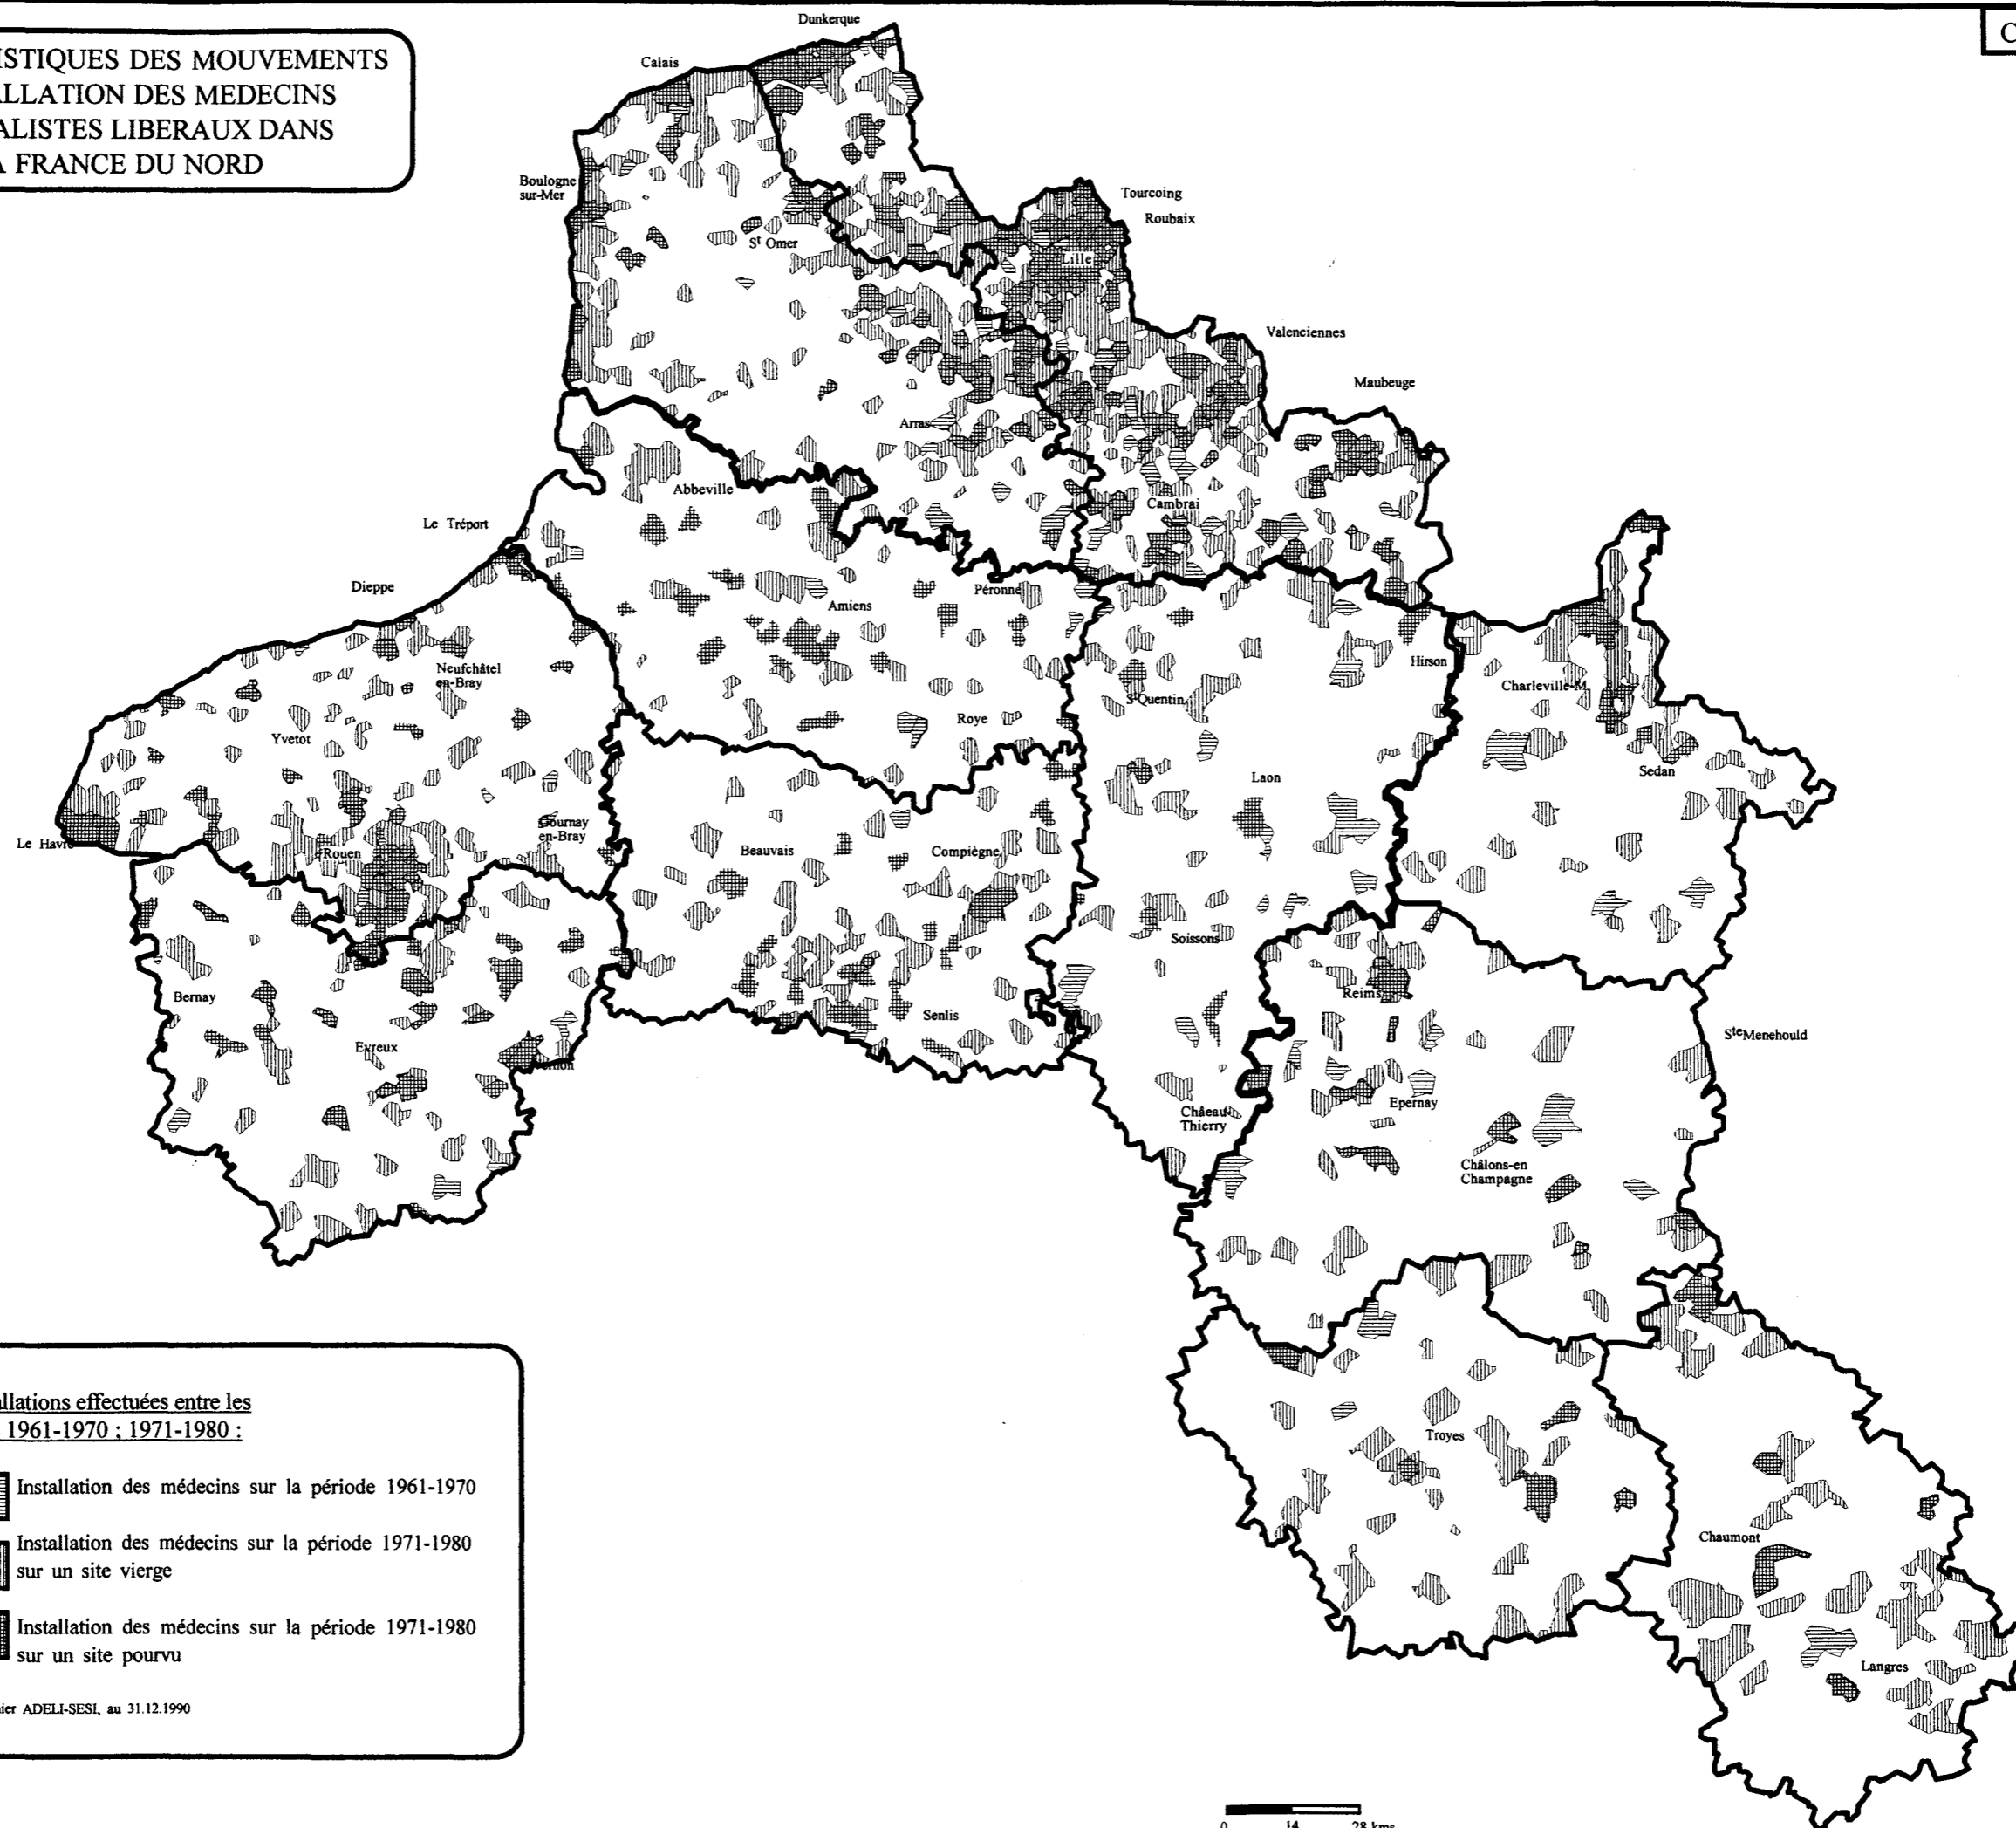 ISTIQUES DES MOUVEMENTS
ALLATION DES MEDECINS
ALISTES LIBERAUX DANS
A FRANCE DU NORD
C
Dunkerque
Calais
Boulogne
sur-Mer
Tourcoing
Roubaix
St Omer
Lille
Valenciennes
Maubeuge
Arras
Abbeville
Cambrai
Le Tréport
Dieppe
Péronne
Amiens
Neufchâtel
en-Bray
Hirson
Charleville-M
St Quentin
Roye
Yvetot
Sedan
Laon
Gournay
en-Bray
Le Havre
Rouen
Beauvais
Compiègne
Soissons
Bernay
Reims
Senlis
Ste Menehould
Evreux
Vernon
Epernay
Châeau
Thierry
Châlons-en
Champagne
Troyes
Chaumont
Langres
allations effectuées entre les
1961-1970 ; 1971-1980 :
Installation des médecins sur la période 1961-1970
Installation des médecins sur la période 1971-1980
sur un site vierge
Installation des médecins sur la période 1971-1980
sur un site pourvu
ier ADELI-SESI, au 31.12.1990
0 14 28 kms